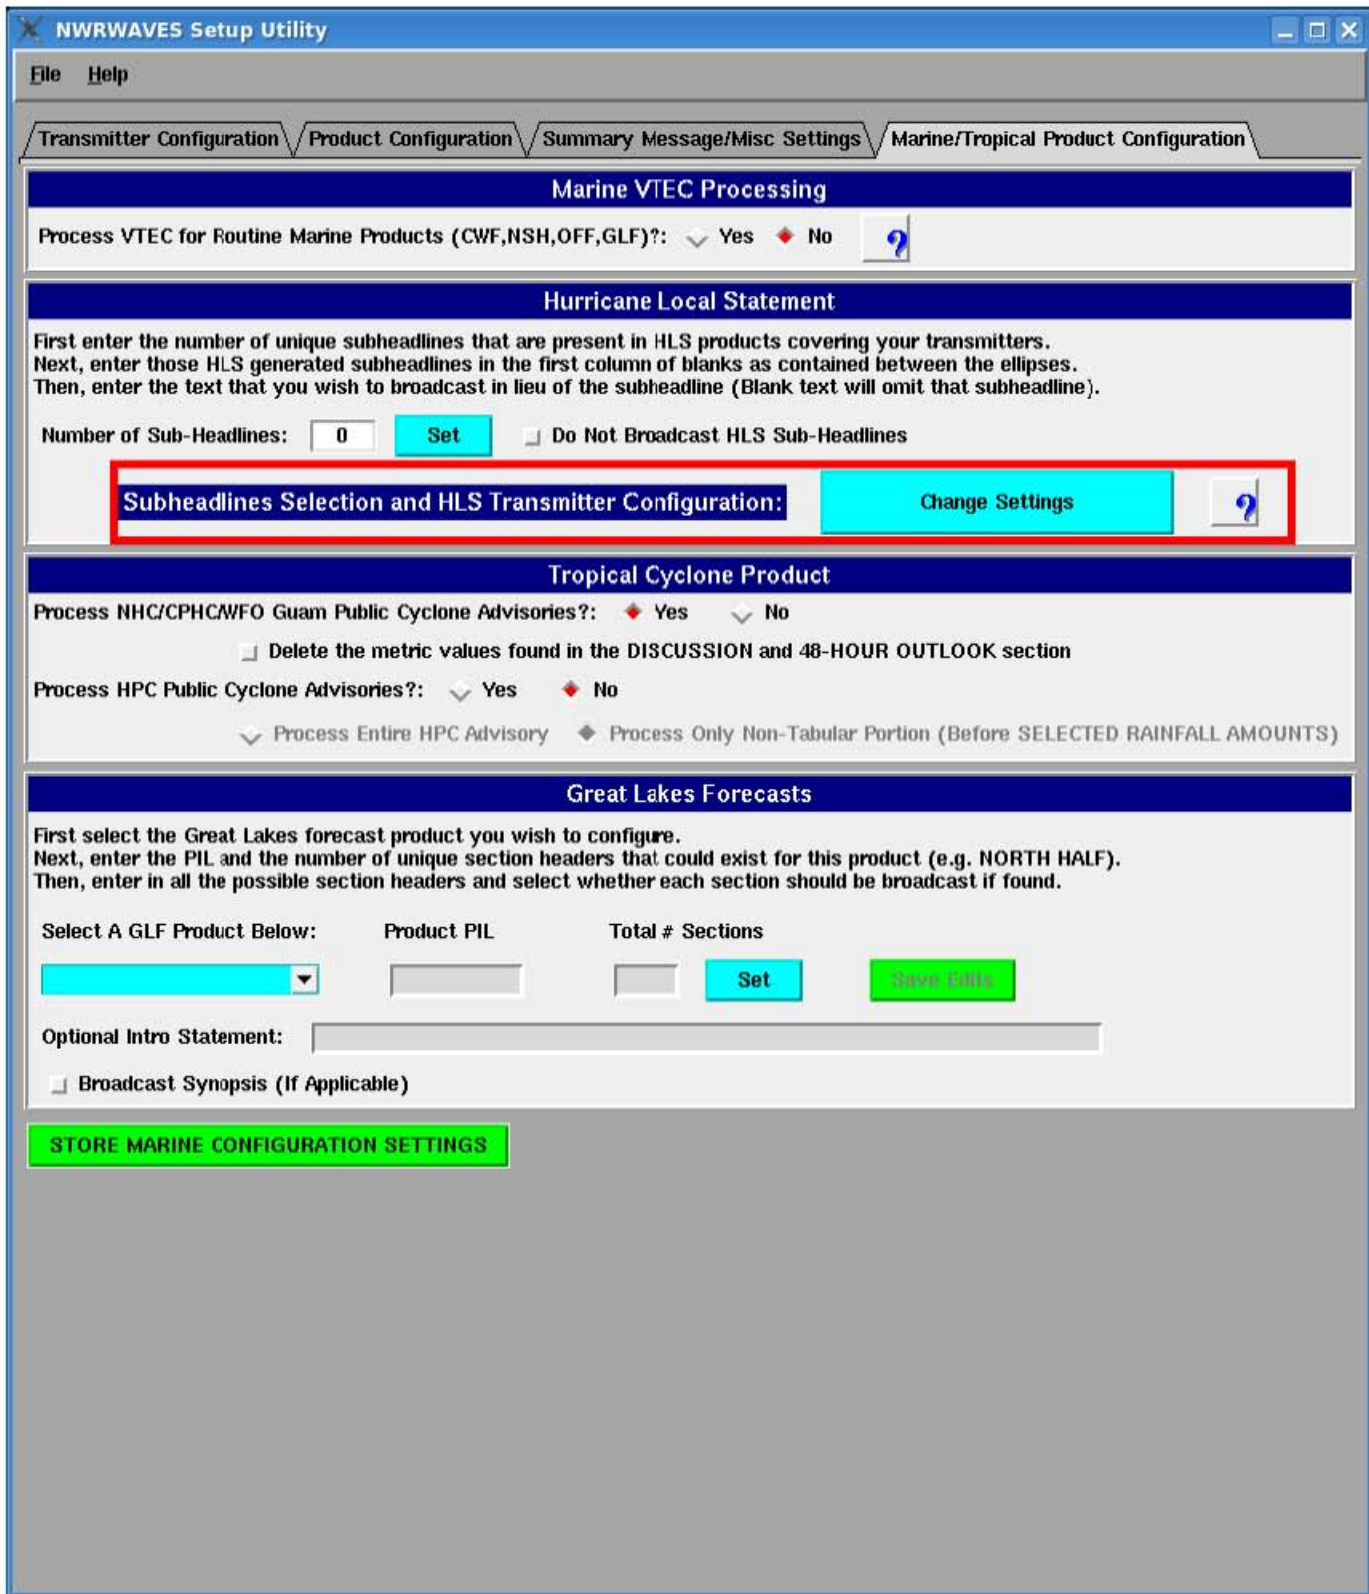 NWRWAVES Setup Utility
File Help
Transmitter Configuration Product Configuration Summary Message/Misc Settings Marine/Tropical Product Configuration
Marine VTEC Processing
Process VTEC for Routine Marine Products (CWF,NSH,OFF,GLF)?: Yes No ?
Hurricane Local Statement
First enter the number of unique subheadlines that are present in HLS products covering your transmitters.
Next, enter those HLS generated subheadlines in the first column of blanks as contained between the ellipses.
Then, enter the text that you wish to broadcast in lieu of the subheadline (Blank text will omit that subheadline).
Number of Sub-Headlines: 0 Set Do Not Broadcast HLS Sub-Headlines
Subheadlines Selection and HLS Transmitter Configuration: Change Settings ?
Tropical Cyclone Product
Process NHC/CPHC/WFO Guam Public Cyclone Advisories?: Yes No
Delete the metric values found in the DISCUSSION and 48-HOUR OUTLOOK section
Process HPC Public Cyclone Advisories?: Yes No
Process Entire HPC Advisory Process Only Non-Tabular Portion (Before SELECTED RAINFALL AMOUNTS)
Great Lakes Forecasts
First select the Great Lakes forecast product you wish to configure.
Next, enter the PIL and the number of unique section headers that could exist for this product (e.g. NORTH HALF).
Then, enter in all the possible section headers and select whether each section should be broadcast if found.
Select A GLF Product Below: Product PIL Total # Sections
Set Save Edits
Optional Intro Statement:
Broadcast Synopsis (If Applicable)
STORE MARINE CONFIGURATION SETTINGS